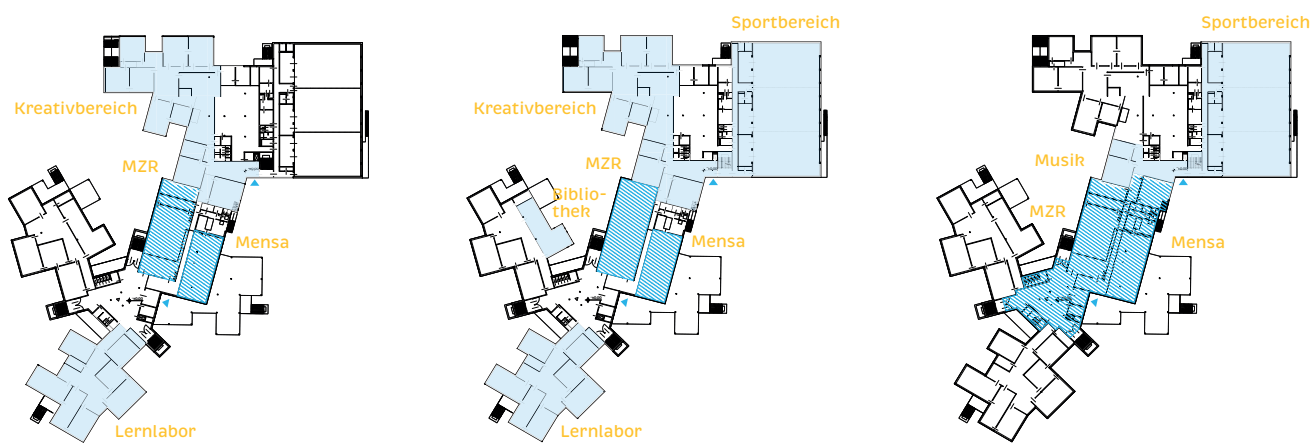 Kreativbereich
MZR
Mensa
Lernlabor
Sportbereich
Kreativbereich
MZR
Biblio-
thek
Mensa
Lernlabor
Sportbereich
Musik
MZR
Mensa